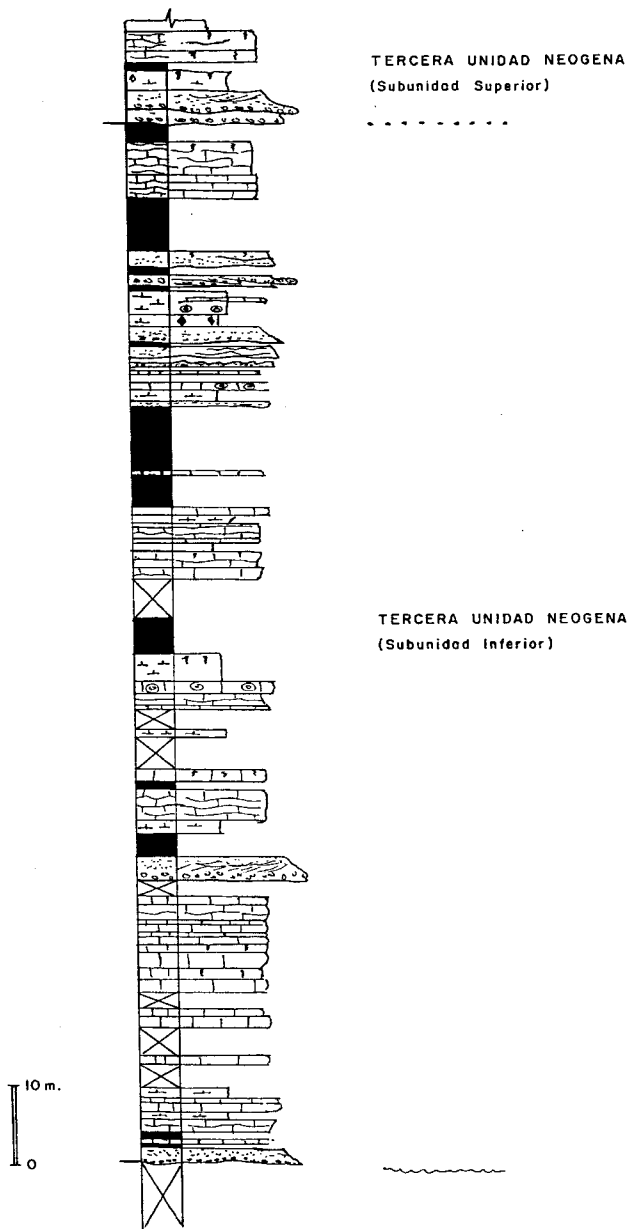 TERCERA UNIDAD NEOGENA
(Subunidad Superior)
TERCERA UNIDAD NEOGENA
(Subunidad Inferior)
10 m.
0